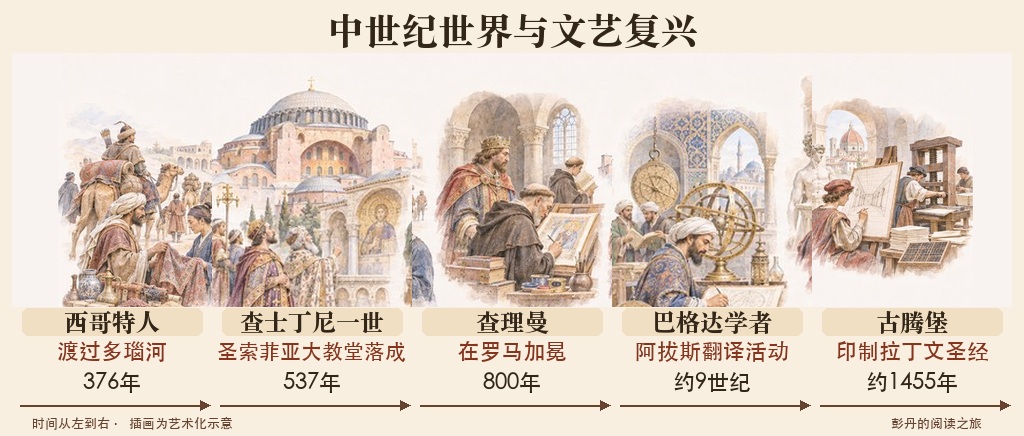 中世纪世界与文艺复兴
西哥特人
渡过多瑙河
376年
查士丁尼一世
圣索菲亚大教堂落成
537年
查理曼
在罗马加冕
800年
巴格达学者
阿拔斯翻译活动
约9世纪
古腾堡
印制拉丁文圣经
约1455年
时间从左到右· 插画为艺术化示意
彭丹的阅读之旅